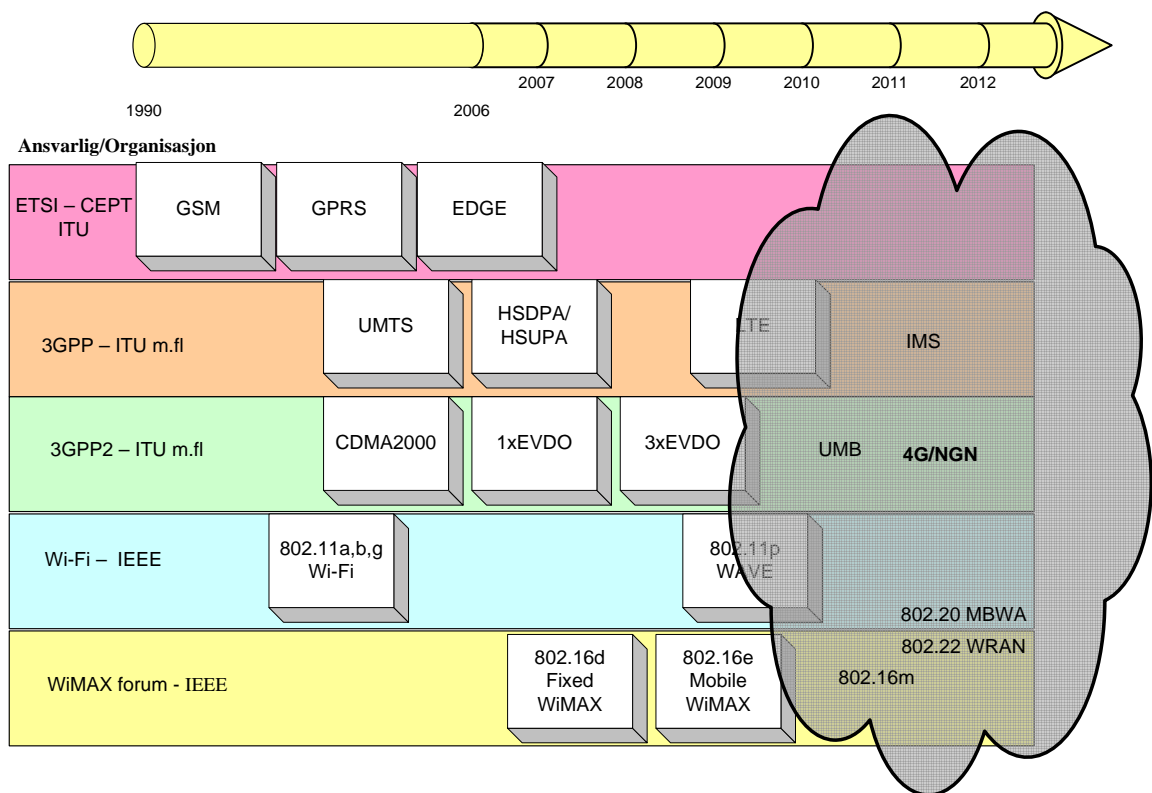 2007
2008
2009
2010
2011
2012
1990
2006
Ansvarlig/Organisasjon
ETSI – CEPT
ITU
GSM
GPRS
EDGE
3GPP – ITU m.fl
UMTS
HSDPA/
HSUPA
LTE
IMS
3GPP2 – ITU m.fl
CDMA2000
1xEVDO
3xEVDO
UMB
4G/NGN
Wi-Fi – IEEE
802.11a,b,g
Wi-Fi
802.11p
WAVE
802.20 MBWA
WiMAX forum - IEEE
802.16d
Fixed
WiMAX
802.16e
Mobile
WiMAX
802.22 WRAN
802.16m